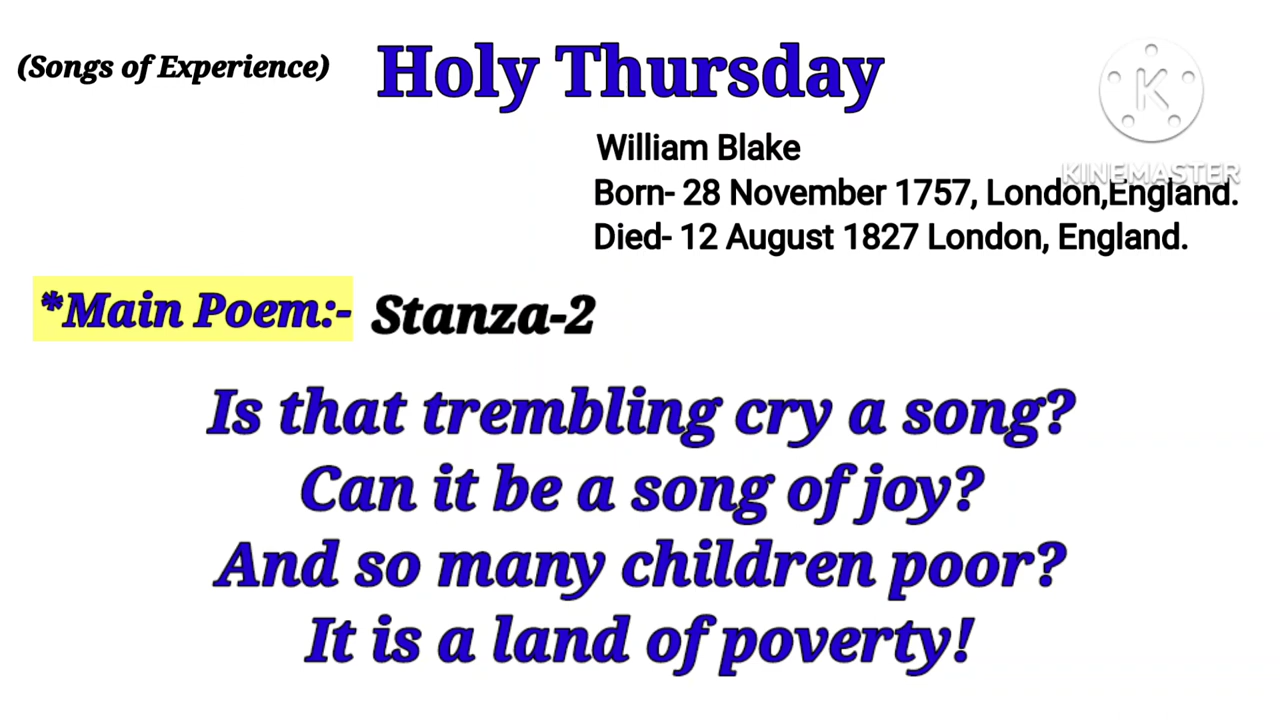 (Songs of Experience)
Holy Thursday
K
KINEMASTER
William Blake
Born- 28 November 1757, London,England.
Died- 12 August 1827 London, England.
*Main Poem:- Stanza-2
Is that trembling cry a song?
Can it be a song of joy?
And so many children poor?
It is a land of poverty!